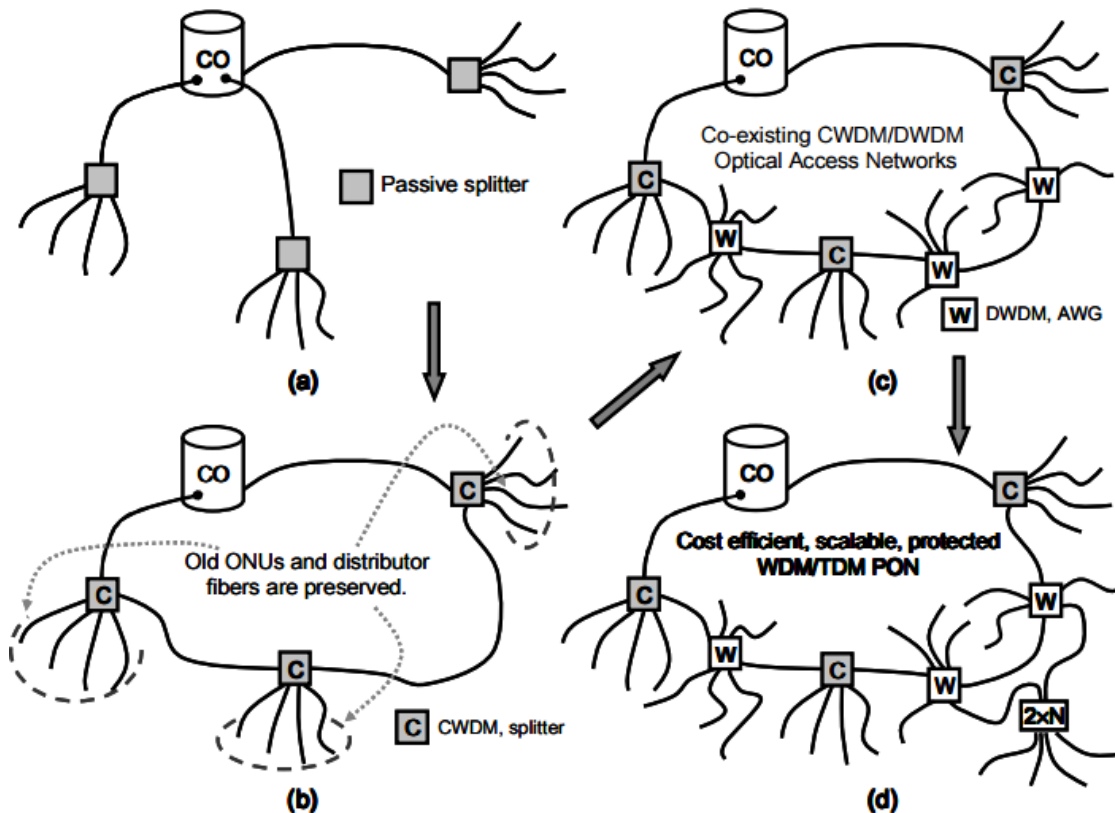 CO
Passive splitter
(a)
CO
C
C
Co-existing CWDM/DWDM
Optical Access Networks
W
W
C
W
W DWDM, AWG
(c)
CO
C
Old ONUs and distributor
fibers are preserved.
C
C
C CWDM, splitter
(b)
CO
C
Cost efficient, scalable, protected
WDM/TDM PON
C
W
W
C
W
2xN
(d)